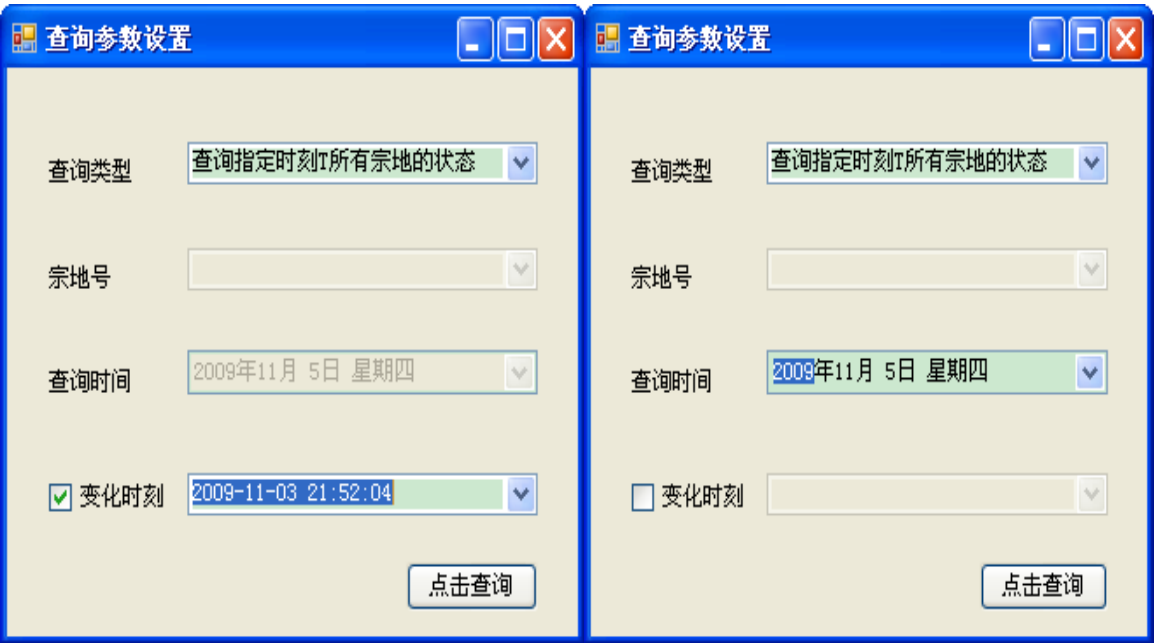 查询参数设置
查询类型 查询指定时刻T所有宗地的状态
宗地号
查询时间 2009年11月 5日 星期四
变化时刻 2009-11-03 21:52:04
点击查询
查询参数设置
查询类型 查询指定时刻T所有宗地的状态
宗地号
查询时间 2009年11月 5日 星期四
变化时刻
点击查询